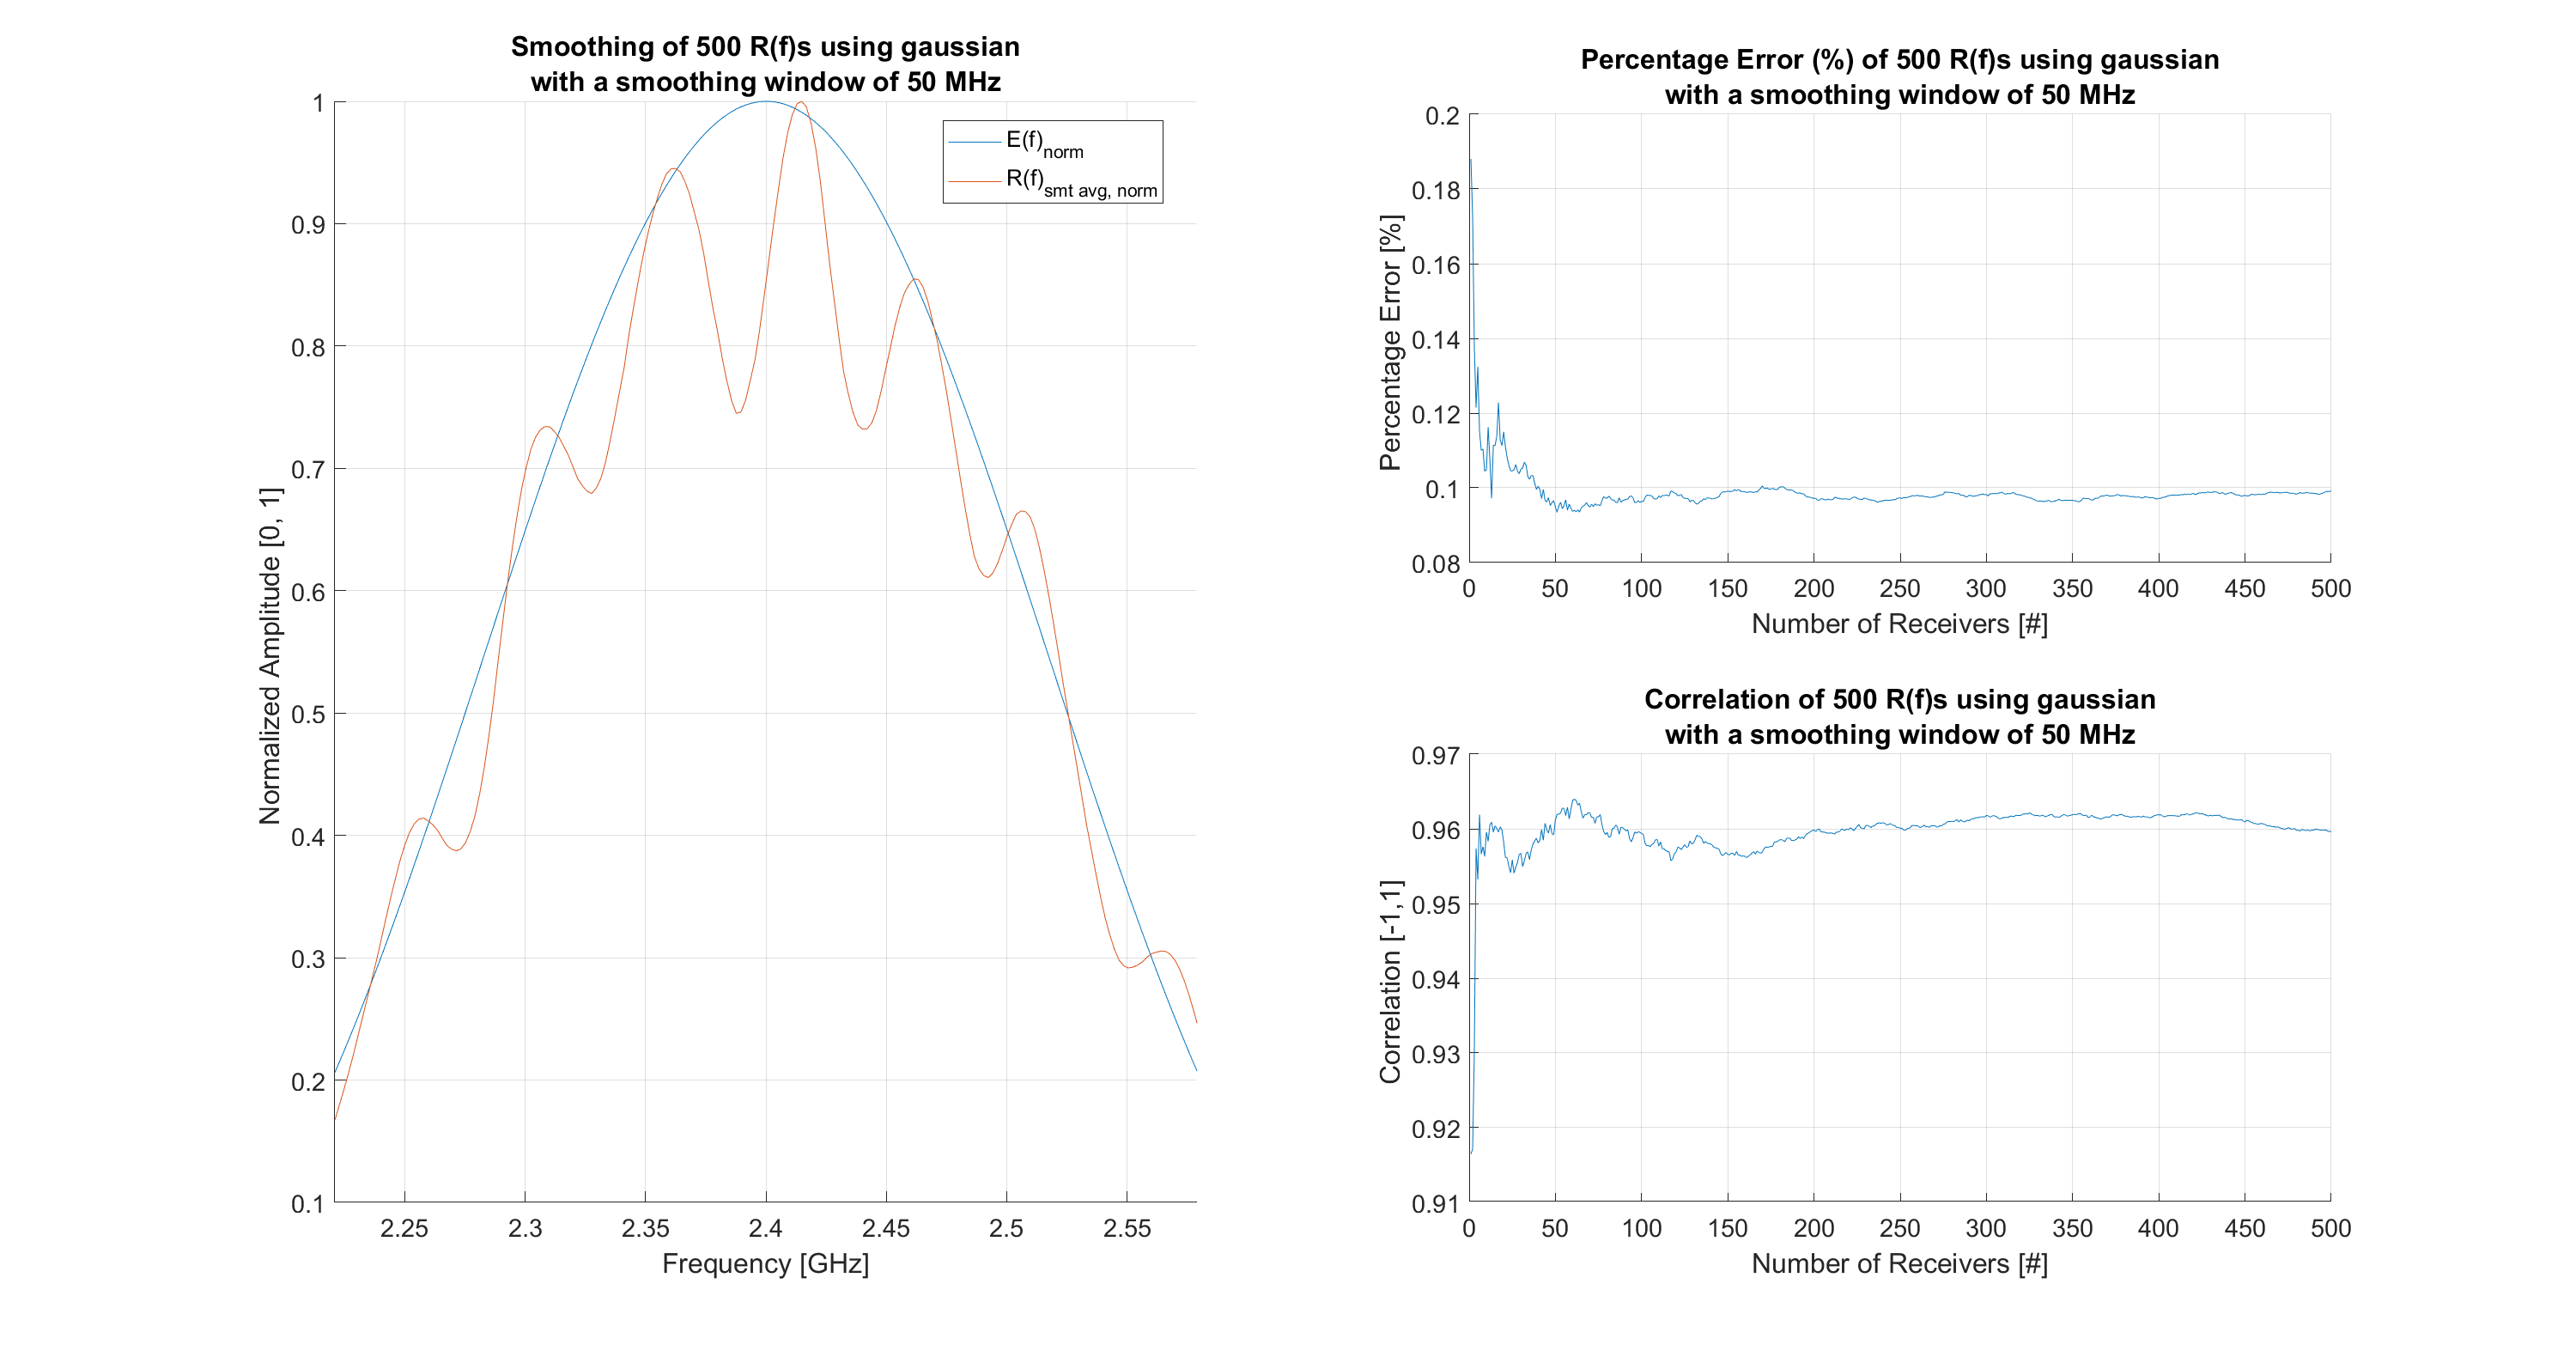 Smoothing of 500 R(f)s using gaussian
with a smoothing window of 50 MHz
1
0.9
0.8
0.7
0.6
0.5
0.4
0.3
0.2
0.1
Normalized Amplitude [0, 1]
E(f)norm
R(f)smt avg, norm
2.25 2.3 2.35 2.4 2.45 2.5 2.55
Frequency [GHz]
Percentage Error (%) of 500 R(f)s using gaussian
with a smoothing window of 50 MHz
0.2
0.18
0.16
0.14
0.12
0.1
0.08
Percentage Error [%]
0 50 100 150 200 250 300 350 400 450 500
Number of Receivers [#]
Correlation of 500 R(f)s using gaussian
with a smoothing window of 50 MHz
0.97
0.96
0.95
0.94
0.93
0.92
0.91
Correlation [-1,1]
0 50 100 150 200 250 300 350 400 450 500
Number of Receivers [#]